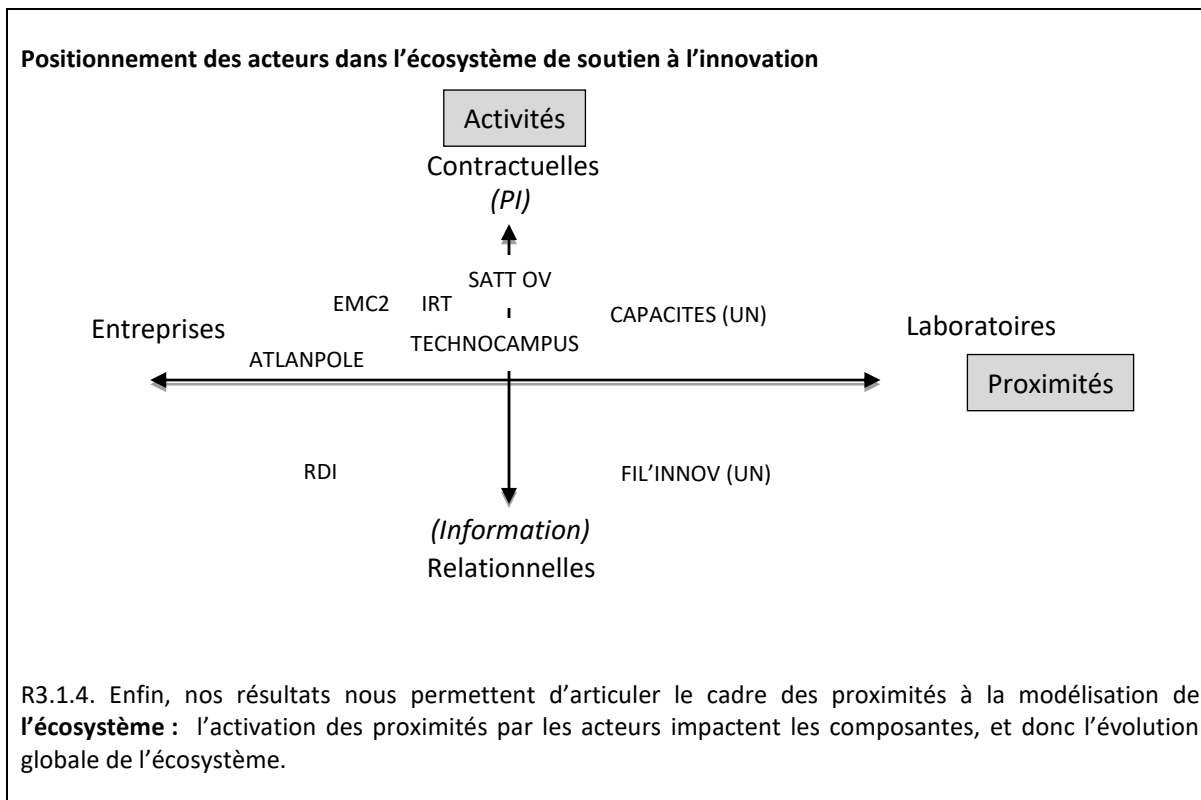 Positionnement des acteurs dans l’écosystème de soutien à l’innovation
Activités
Contractuelles
(PI)
SATT OV
EMC2 IRT
CAPACITES (UN)
Entreprises
Laboratoires
TECHNOCAMPUS
ATLANPOLE
Proximités
RDI
FIL’INNOV (UN)
(Information)
Relationnelles
R3.1.4. Enfin, nos résultats nous permettent d’articuler le cadre des proximités à la modélisation de
l’écosystème : l’activation des proximités par les acteurs impactent les composantes, et donc l’évolution
globale de l’écosystème.